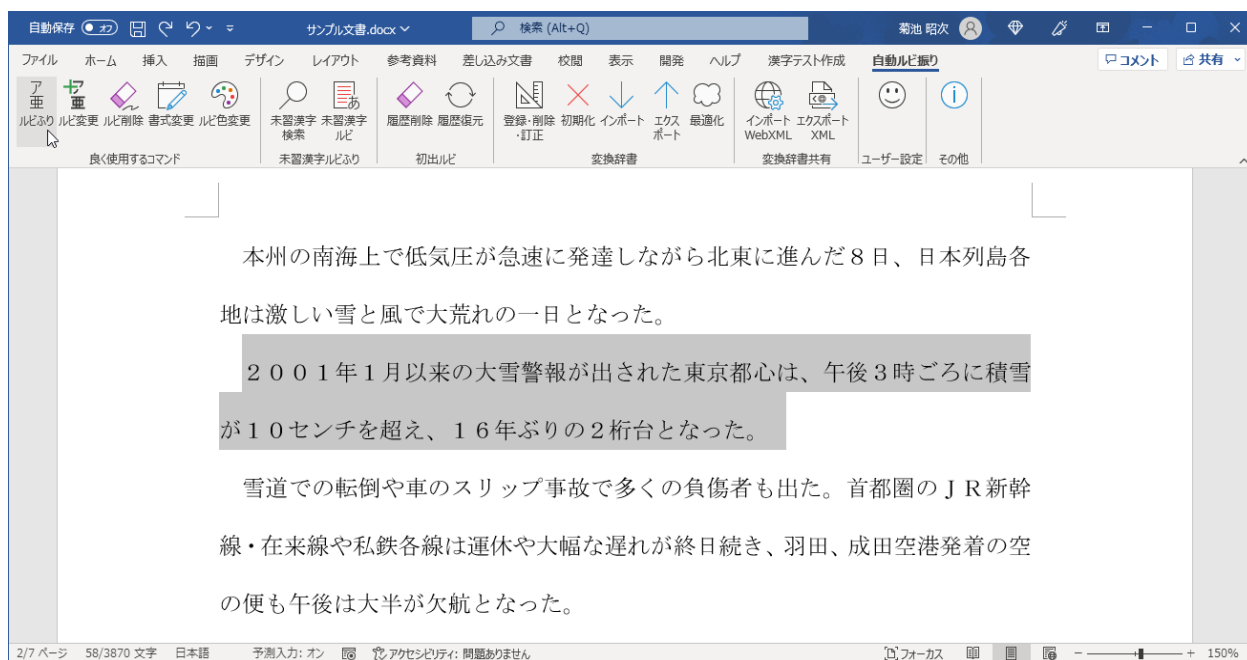 自動保存 オフ サンプル文書.docx 検索 (Alt+Q) 菊池 昭次
ファイル ホーム 挿入 描画 デザイン レイアウト 参考資料 差し込み文書 校閲 表示 開発 ヘルプ 漢字テスト作成 自動ルビ振り コメント 共有
ア 亜 ルビふり ルビ変更 ルビ削除 書式変更 ルビ色変更 未習漢字 未習漢字 履歴削除 履歴復元 登録・削除 初期化 インポート エクス 最適化 インポート エクスポート
検索 ルビ ・訂正 ポート WebXML XML
良く使用するコマンド 未習漢字ルビふり 初出ルビ 変換辞書 変換辞書共有 ユーザー設定 その他
本州の南海上で低気圧が急速に発達しながら北東に進んだ８日、日本列島各
地は激しい雪と風で大荒れの一日となった。
２００１年１月以来の大雪警報が出された東京都心は、午後３時ごろに積雪
が１０センチを超え、１６年ぶりの２桁台となった。
雪道での転倒や車のスリップ事故で多くの負傷者も出た。首都圏のＪＲ新幹
線・在来線や私鉄各線は運休や大幅な遅れが終日続き、羽田、成田空港発着の空
の便も午後は大半が欠航となった。
2/7 ページ 58/3870 文字 日本語 予測入力: オン アクセシビリティ: 問題ありません フォーカス 150%